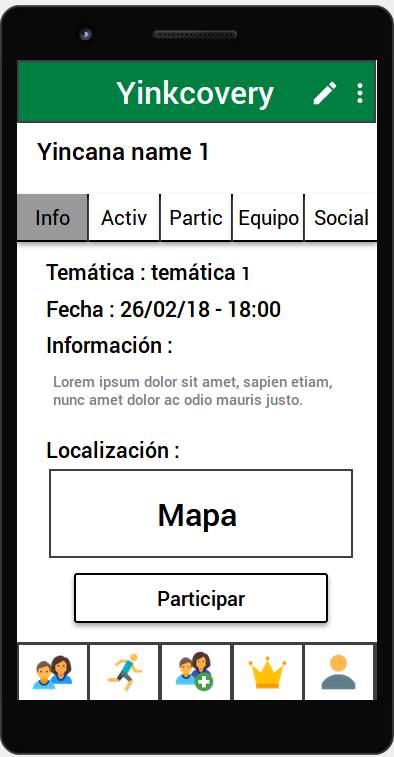 Yinkcovery
Yincana name 1
Info Activ Partic Equipo Social
Temática : temática 1
Fecha : 26/02/18 - 18:00
Información :
Lorem ipsum dolor sit amet, sapien etiam,
nunc amet dolor ac odio mauris justo.
Localización :
Mapa
Participar